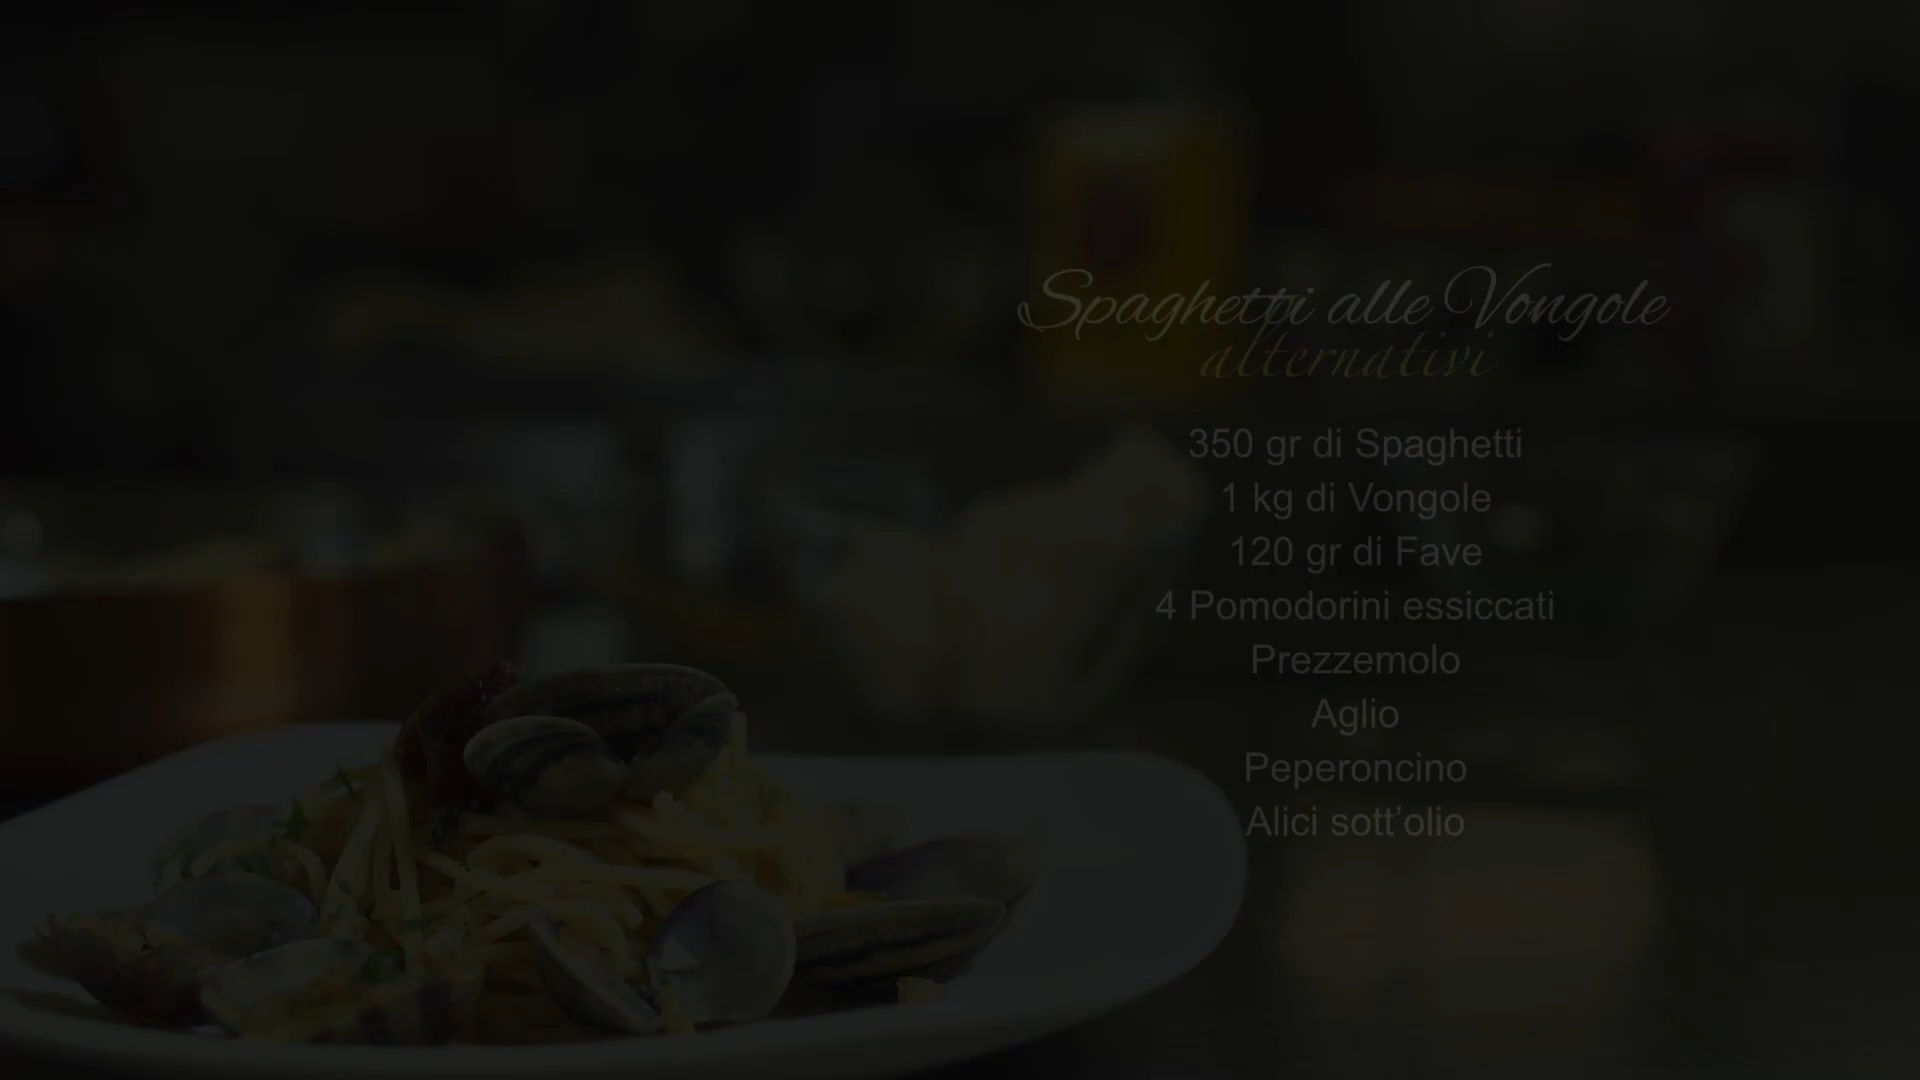 Spaghetti alle Vongole
alternativi
350 gr di Spaghetti
1 kg di Vongole
120 gr di Fave
4 Pomodorini essiccati
Prezzemolo
Aglio
Peperoncino
Alici sott’olio